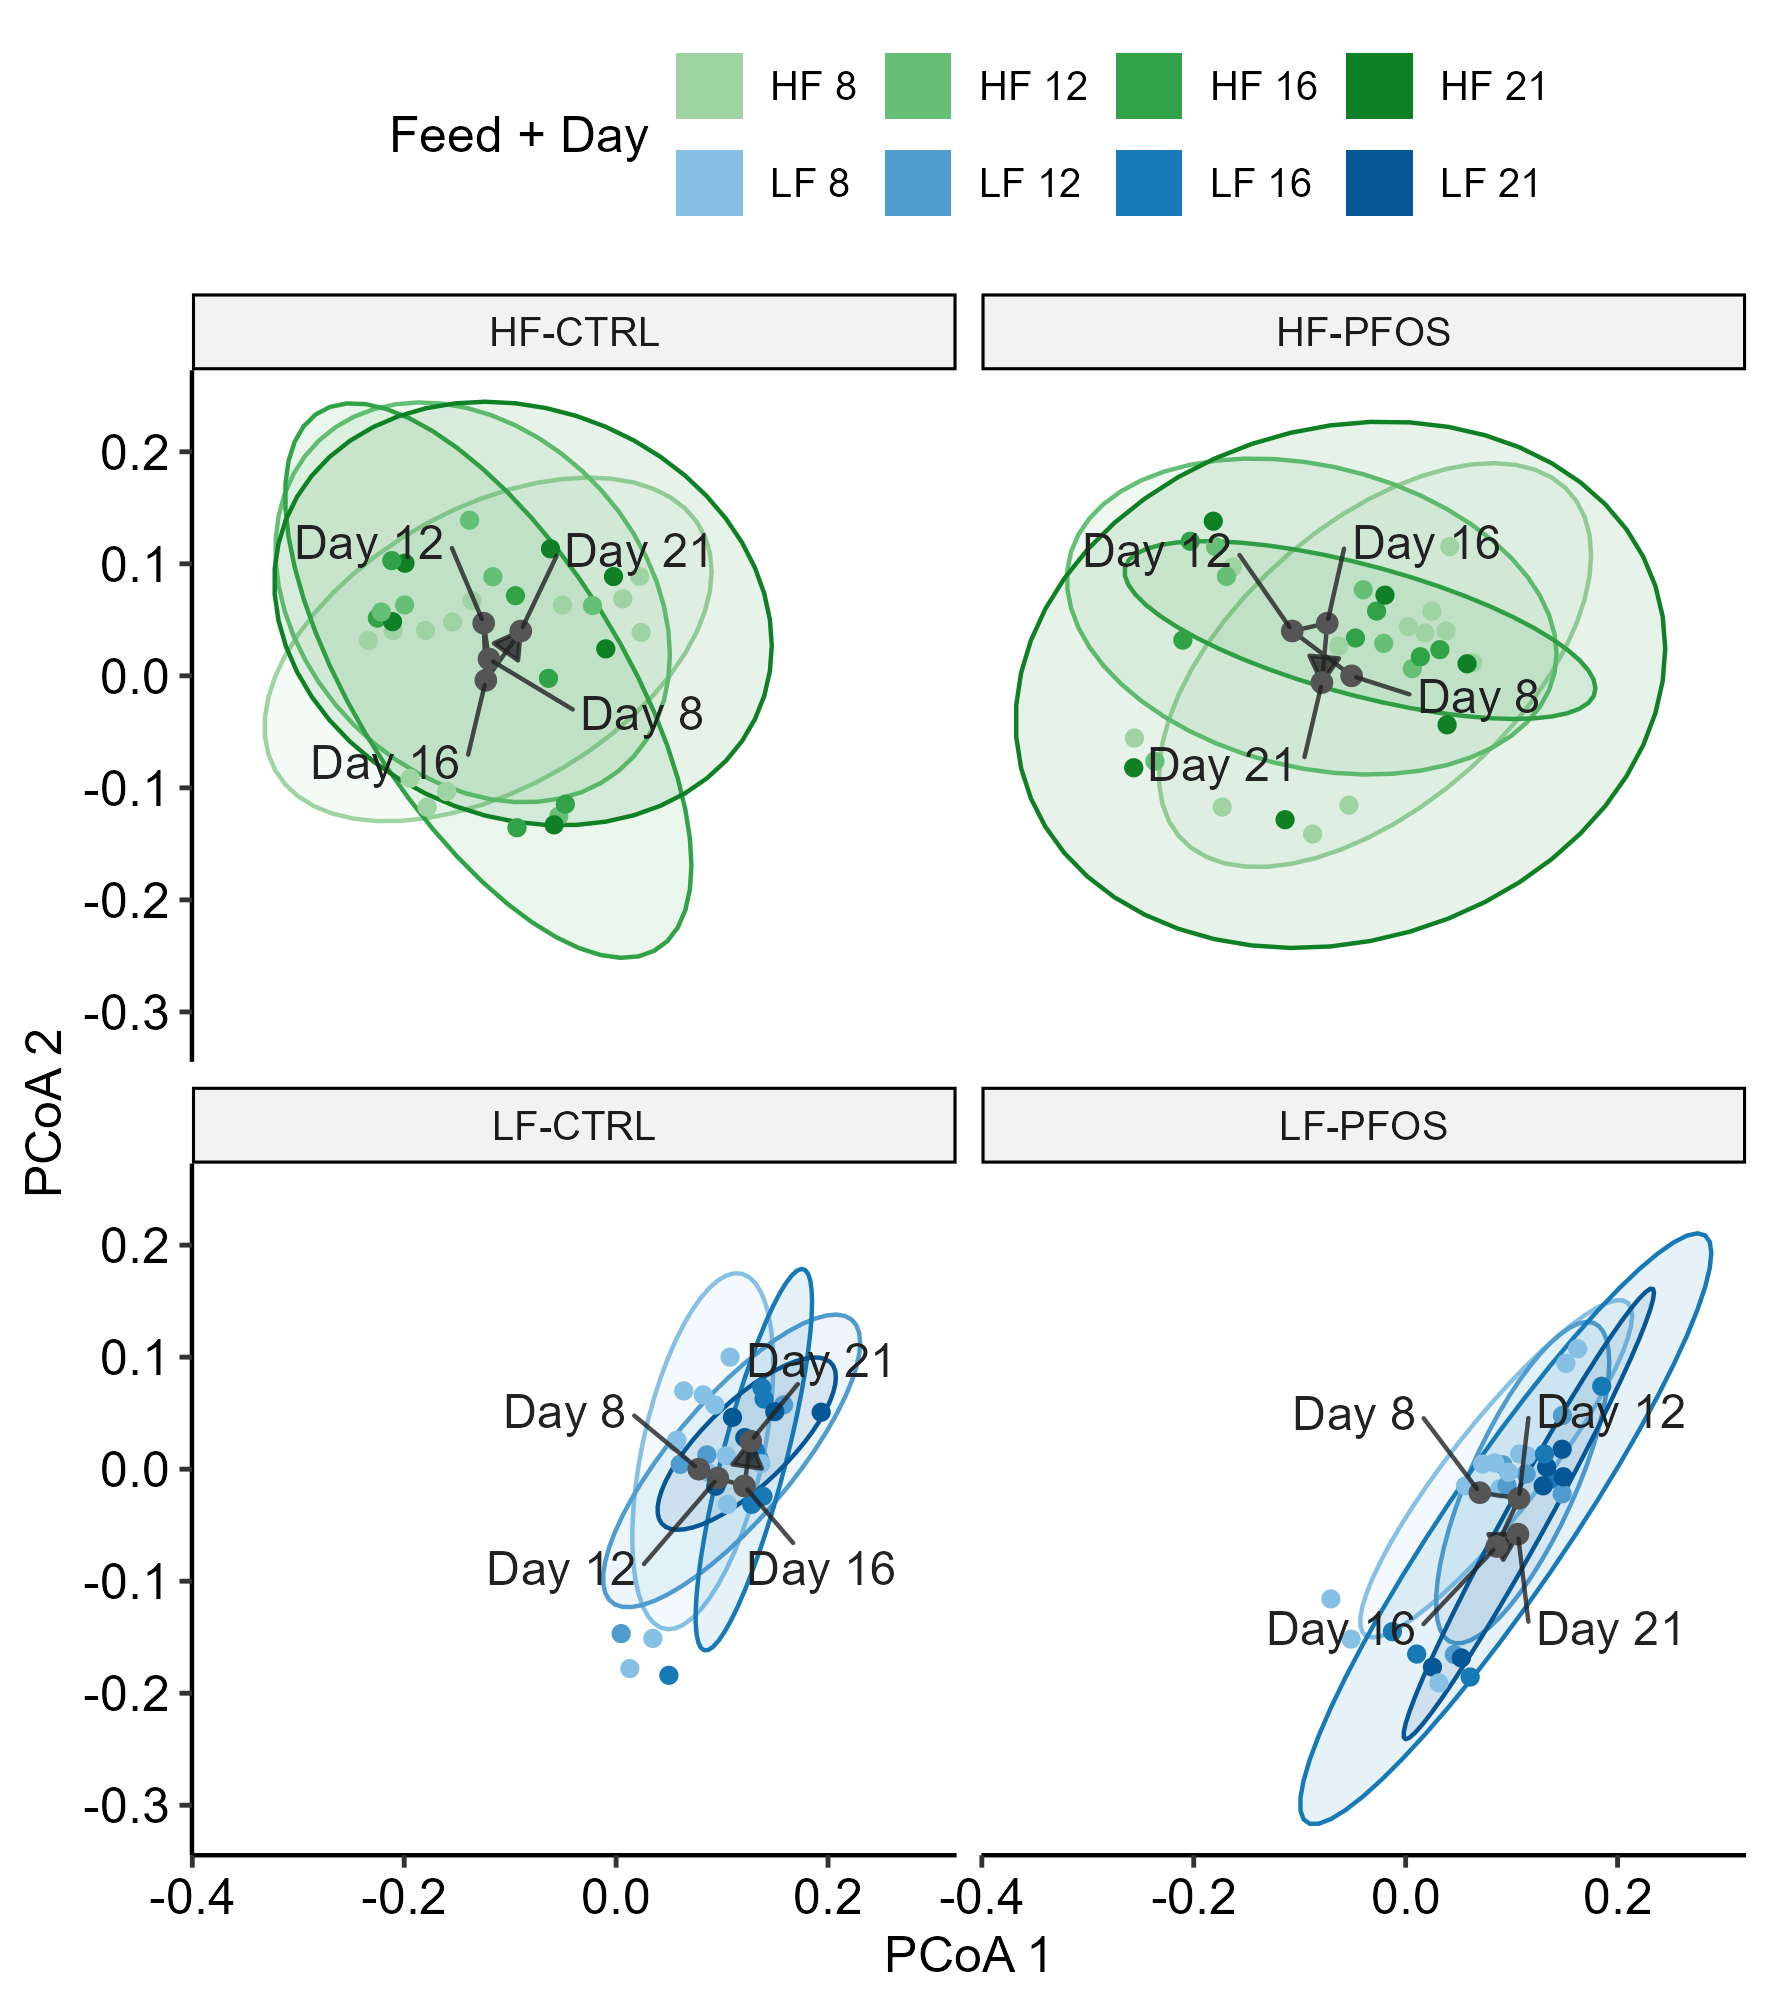 Feed + Day
HF 8 HF 12 HF 16 HF 21
LF 8 LF 12 LF 16 LF 21
HF-CTRL HF-PFOS
0.2
0.1
0.0
-0.1
-0.2
-0.3
Day 12 Day 21
Day 8
Day 16
Day 12 Day 16
Day 8
Day 21
PCoA 2
LF-CTRL LF-PFOS
0.2
0.1
0.0
-0.1
-0.2
-0.3
Day 21
Day 8
Day 12 Day 16
Day 8 Day 12
Day 16 Day 21
-0.4 -0.2 0.0 0.2 -0.4 -0.2 0.0 0.2
PCoA 1